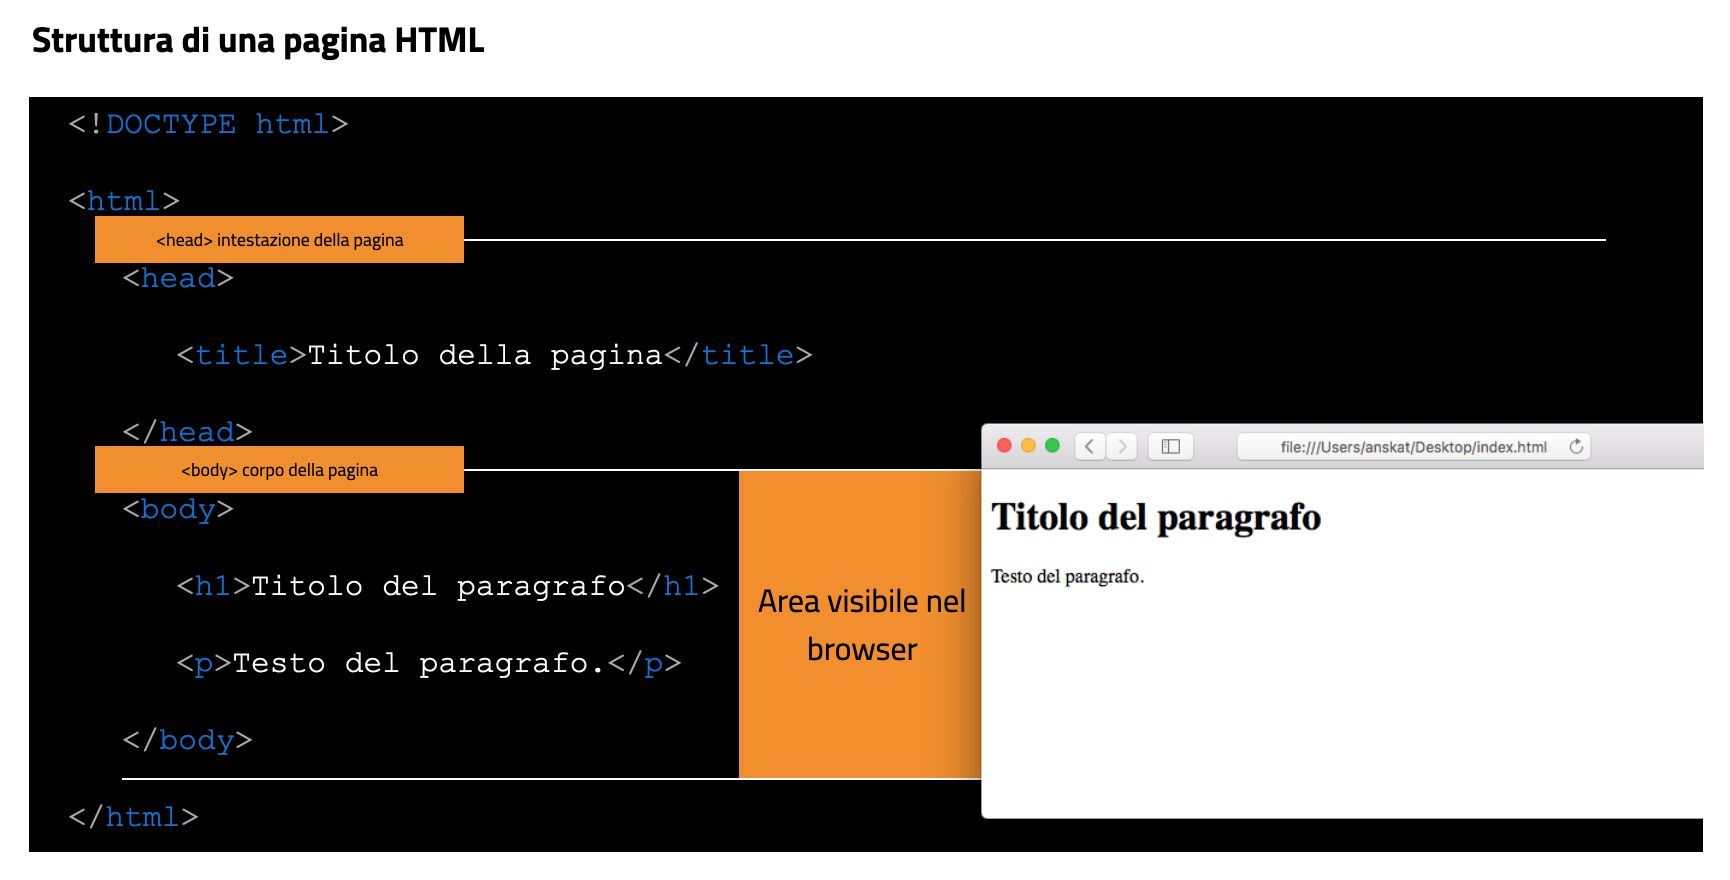 Struttura di una pagina HTML
<!DOCTYPE html>
<html>
<head> intestazione della pagina
<head>
<title>Titolo della pagina</title>
</head>
<body> corpo della pagina
<body>
<h1>Titolo del paragrafo</h1>
<p>Testo del paragrafo.</p>
</body>
</html>
Area visibile nel
browser
file:///Users/anskat/Desktop/index.html
Titolo del paragrafo
Testo del paragrafo.